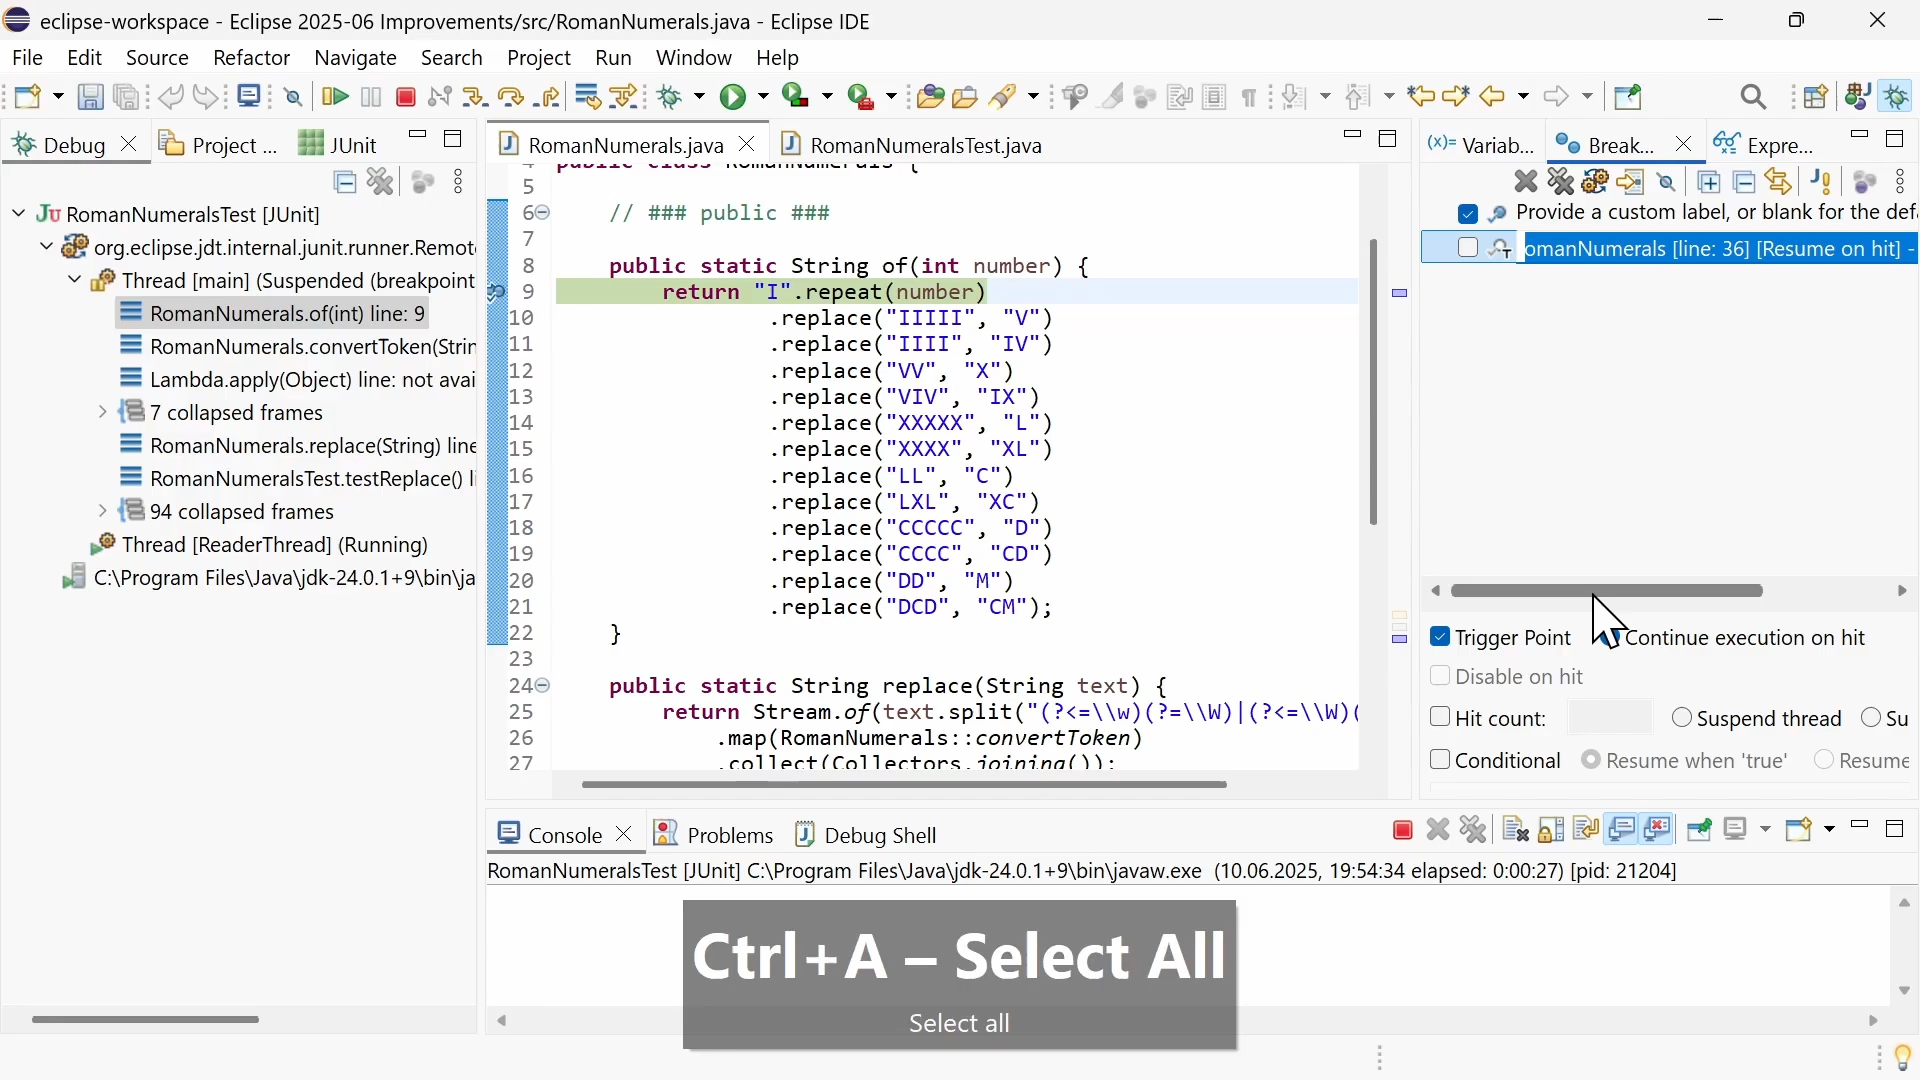 eclipse-workspace - Eclipse 2025-06 Improvements/src/RomanNumerals.java - Eclipse IDE
File Edit Source Refactor Navigate Search Project Run Window Help
Debug Project ... JUnit
RomanNumeralsTest [JUnit]
org.eclipse.jdt.internal.junit.runner.Remot
Thread [main] (Suspended (breakpoint
RomanNumerals.of(int) line: 9
RomanNumerals.convertToken(Strin
Lambda.apply(Object) line: not avai
7 collapsed frames
RomanNumerals.replace(String) line
RomanNumeralsTest.testReplace() li
94 collapsed frames
Thread [ReaderThread] (Running)
C:\Program Files\Java\jdk-24.0.1+9\bin\ja
RomanNumerals.java RomanNumeralsTest.java
4 public class RomanNumerals {
5
6 // ### public ###
7
8 public static String of(int number) {
9 return "I".repeat(number)
10 .replace("IIIII", "V")
11 .replace("IIII", "IV")
12 .replace("VV", "X")
13 .replace("VIV", "IX")
14 .replace("XXXXX", "L")
15 .replace("XXXX", "XL")
16 .replace("LL", "C")
17 .replace("LXL", "XC")
18 .replace("CCCCC", "D")
19 .replace("CCCC", "CD")
20 .replace("DD", "M")
21 .replace("DCD", "CM");
22 }
23
24 public static String replace(String text) {
25 return Stream.of(text.split("(?<=\\w)(?=\\W)|(?<=\\W)(
26 .map(RomanNumerals::convertToken)
27 .collect(Collectors.joining());
(x)= Variab... Break... Expre...
Provide a custom label, or blank for the def
omanNumerals [line: 36] [Resume on hit] -
Trigger Point Continue execution on hit
Disable on hit
Hit count: Suspend thread Su
Conditional Resume when 'true' Resume
Console Problems Debug Shell
RomanNumeralsTest [JUnit] C:\Program Files\Java\jdk-24.0.1+9\bin\javaw.exe (10.06.2025, 19:54:34 elapsed: 0:00:27) [pid: 21204]
Ctrl+A – Select All
Select all